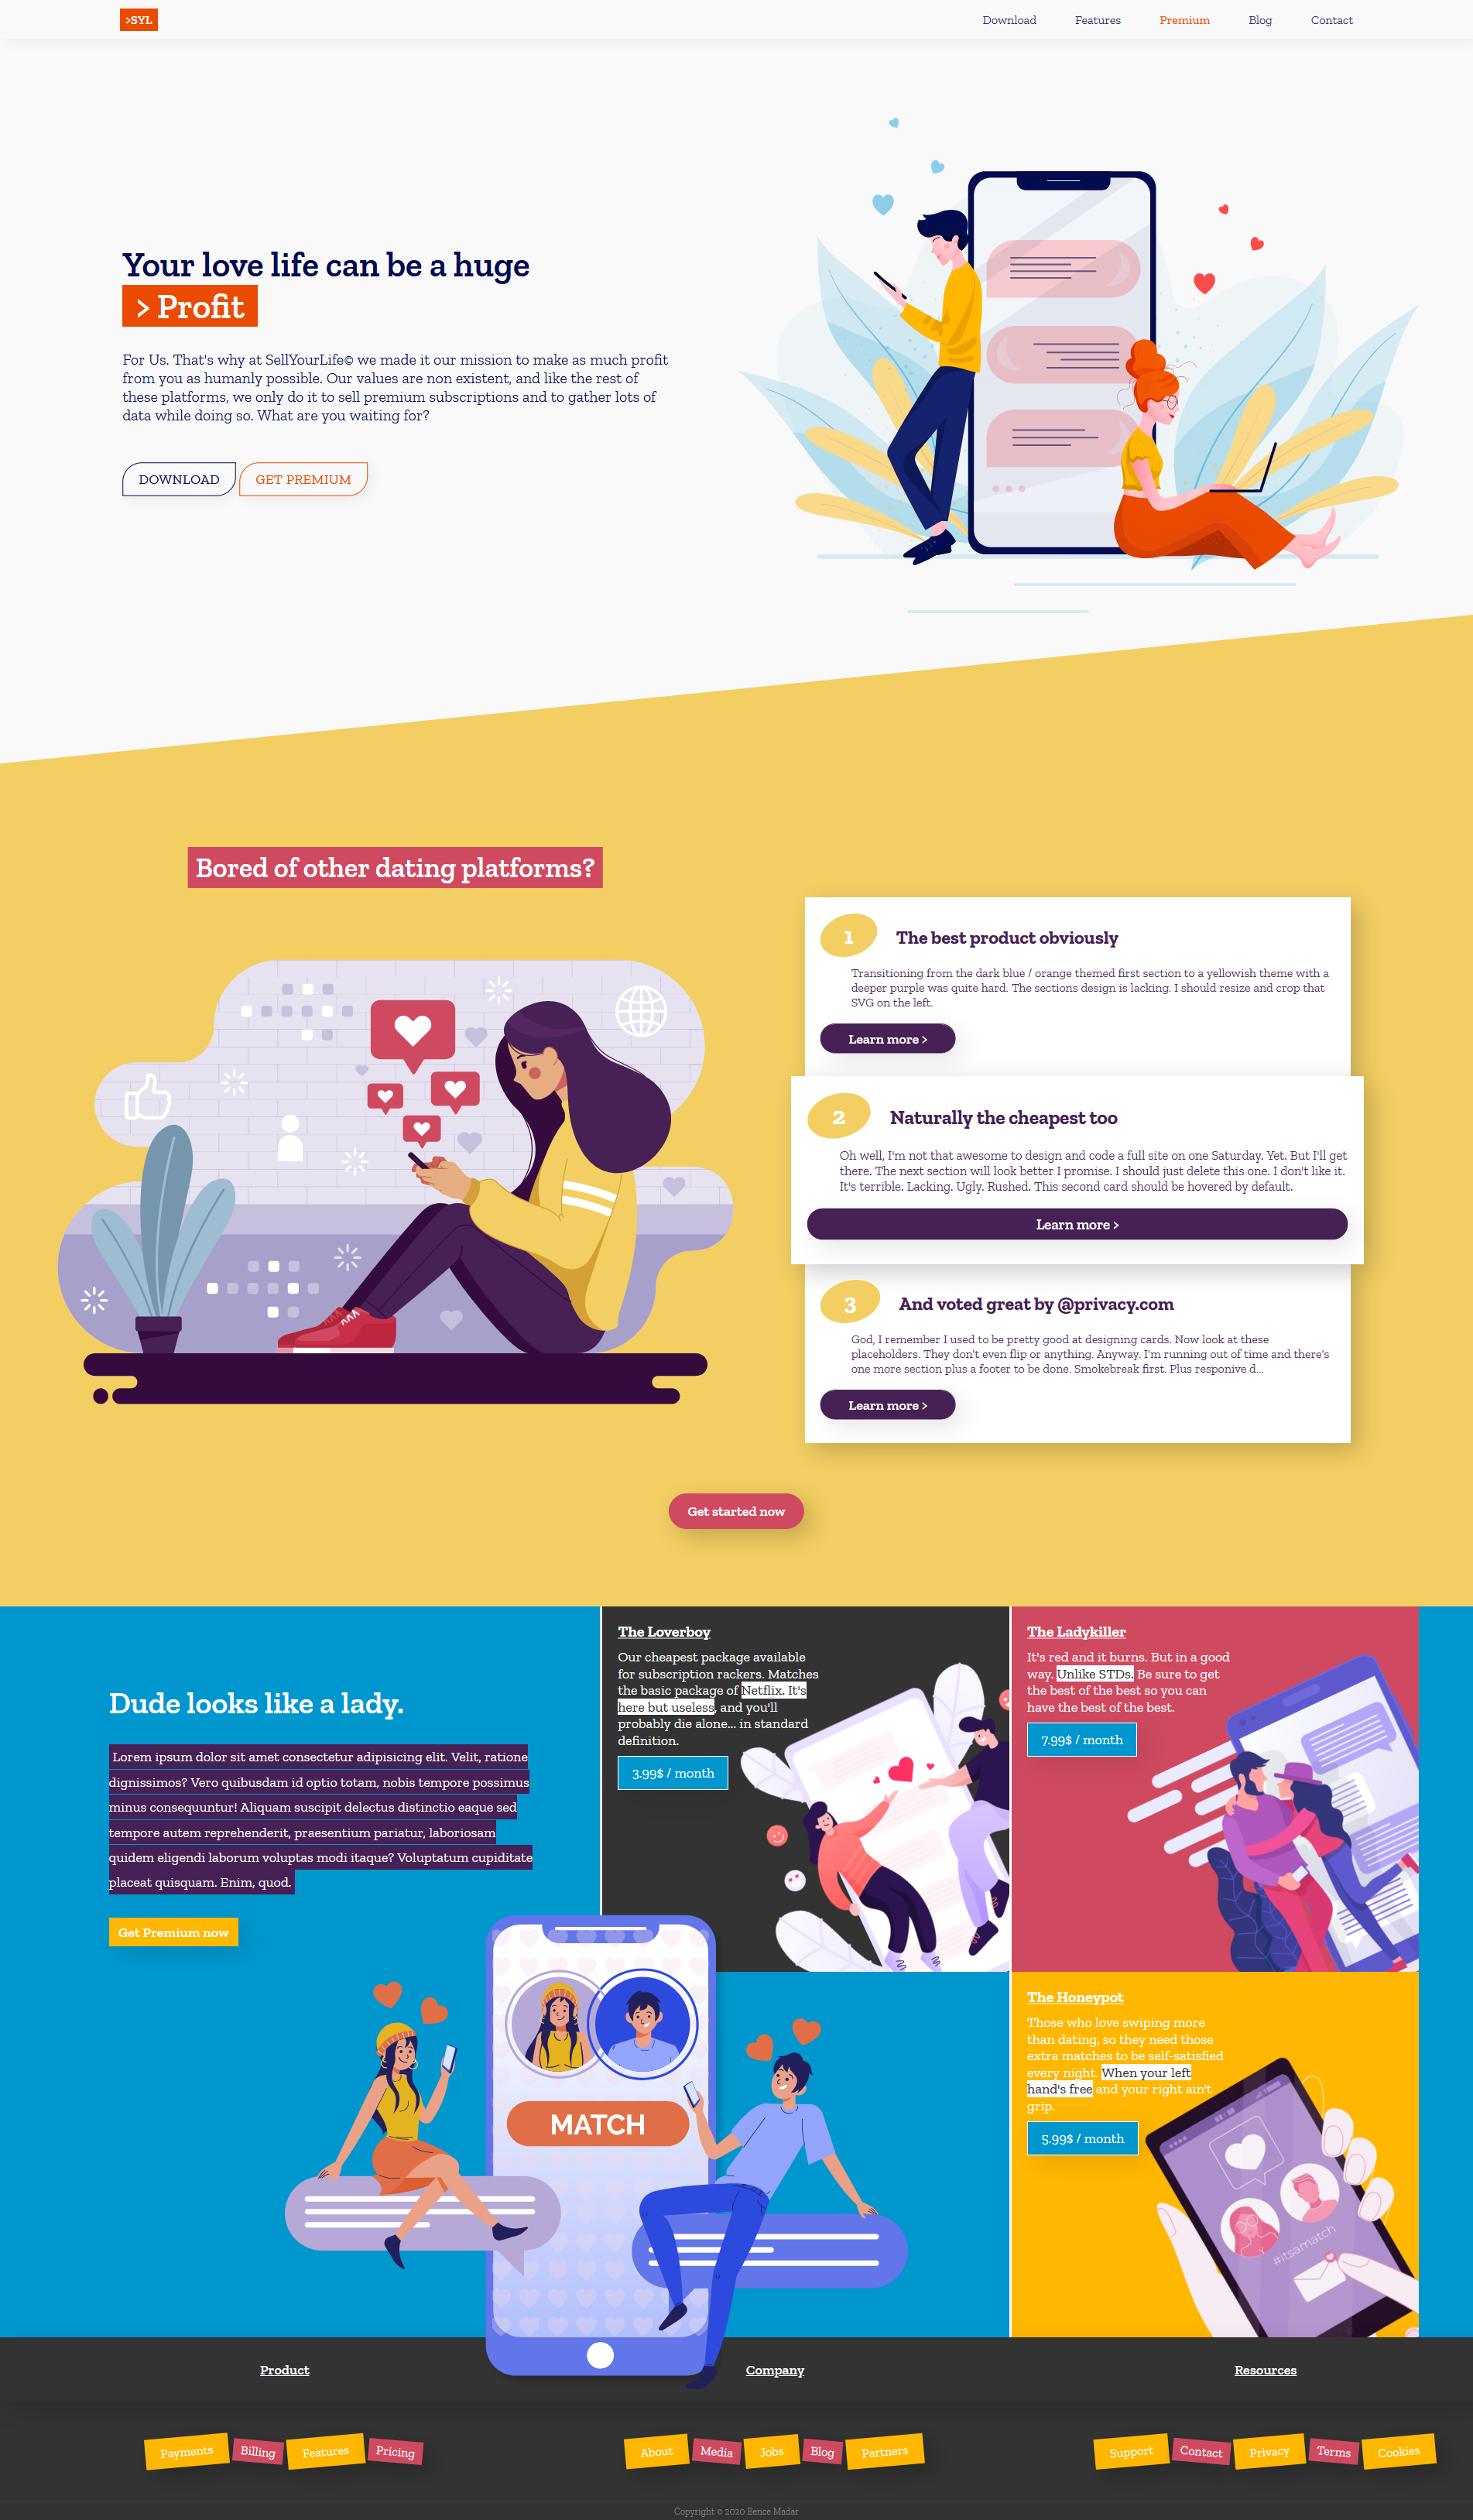 >SYL
Download
Features
Premium
Blog
Contact
Your love life can be a huge
> Profit
For Us. That's why at SellYourLife© we made it our mission to make as much profit
from you as humanly possible. Our values are non existent, and like the rest of
these platforms, we only do it to sell premium subscriptions and to gather lots of
data while doing so. What are you waiting for?
DOWNLOAD
GET PREMIUM
Bored of other dating platforms?
1
The best product obviously
Transitioning from the dark blue / orange themed first section to a yellowish theme with a
deeper purple was quite hard. The sections design is lacking. I should resize and crop that
SVG on the left.
Learn more >
2
Naturally the cheapest too
Oh well, I'm not that awesome to design and code a full site on one Saturday. Yet. But I'll get
there. The next section will look better I promise. I should just delete this one. I don't like it.
It's terrible. Lacking. Ugly. Rushed. This second card should be hovered by default.
Learn more >
3
And voted great by @privacy.com
God, I remember I used to be pretty good at designing cards. Now look at these
placeholders. They don't even flip or anything. Anyway. I'm running out of time and there's
one more section plus a footer to be done. Smokebreak first. Plus responive d...
Learn more >
Get started now
Dude looks like a lady.
Lorem ipsum dolor sit amet consectetur adipisicing elit. Velit, ratione
dignissimos? Vero quibusdam id optio totam, nobis tempore possimus
minus consequuntur! Aliquam suscipit delectus distinctio eaque sed
tempore autem reprehenderit, praesentium pariatur, laboriosam
quidem eligendi laborum voluptas modi itaque? Voluptatum cupiditate
placeat quisquam. Enim, quod.
Get Premium now
The Loverboy
Our cheapest package available
for subscription rackers. Matches
the basic package of Netflix. It's
here but useless, and you'll
probably die alone... in standard
definition.
3.99$ / month
The Ladykiller
It's red and it burns. But in a good
way. Unlike STDs. Be sure to get
the best of the best so you can
have the best of the best.
7.99$ / month
MATCH
The Honeypot
Those who love swiping more
than dating, so they need those
extra matches to be self-satisfied
every night. When your left
hand's free and your right ain't
grip.
5.99$ / month
#itsamatch
Product
Company
Resources
Payments
Billing
Features
Pricing
About
Media
Jobs
Blog
Partners
Support
Contact
Privacy
Terms
Cookies
Copyright © 2020 Bence Madar